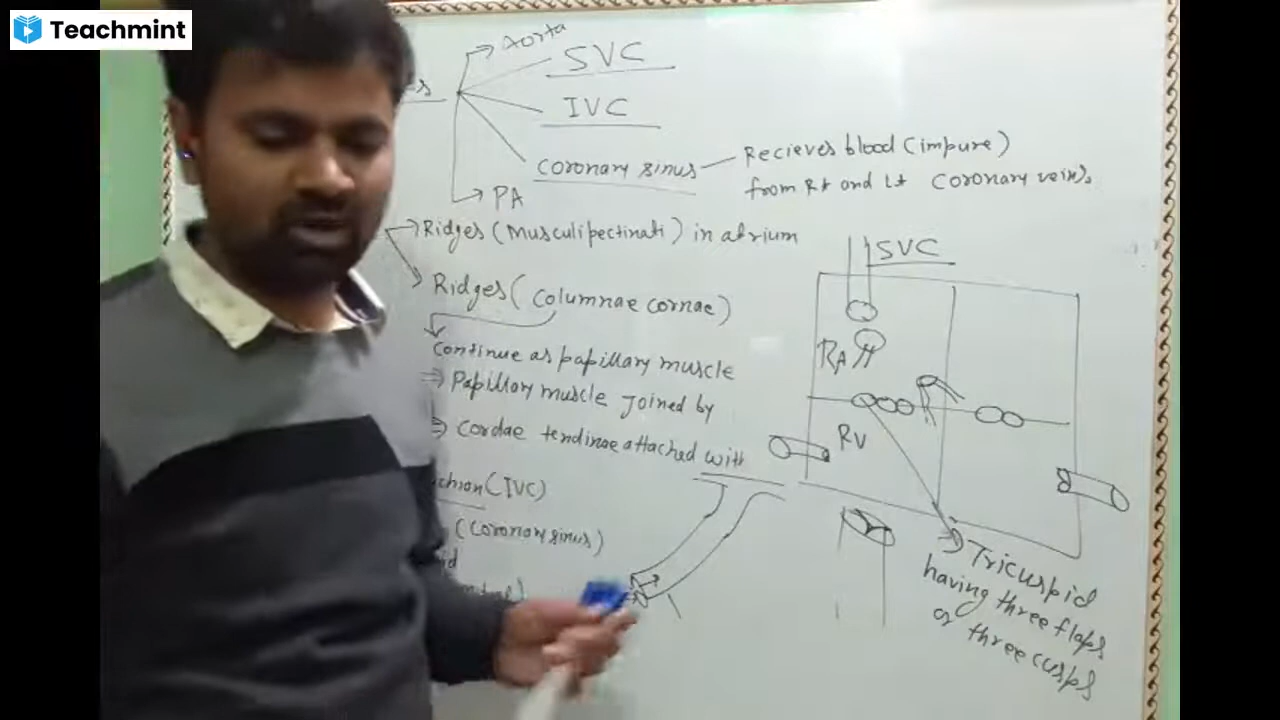 Teachmint
Aorta
SVC
IVC
coronary sinus
Recieves blood (impure)
from Rt and Lt coronary veins
PA
Ridges (Musculipectinati) in atrium
Ridges (columnae cornae)
Continue as papillary muscle
Papillary muscle joined by
Cordae tendinae attached with
(IVC)
(Coronary sinus)
SVC
RA
RV
Tricuspid
having three flaps
or three cusps